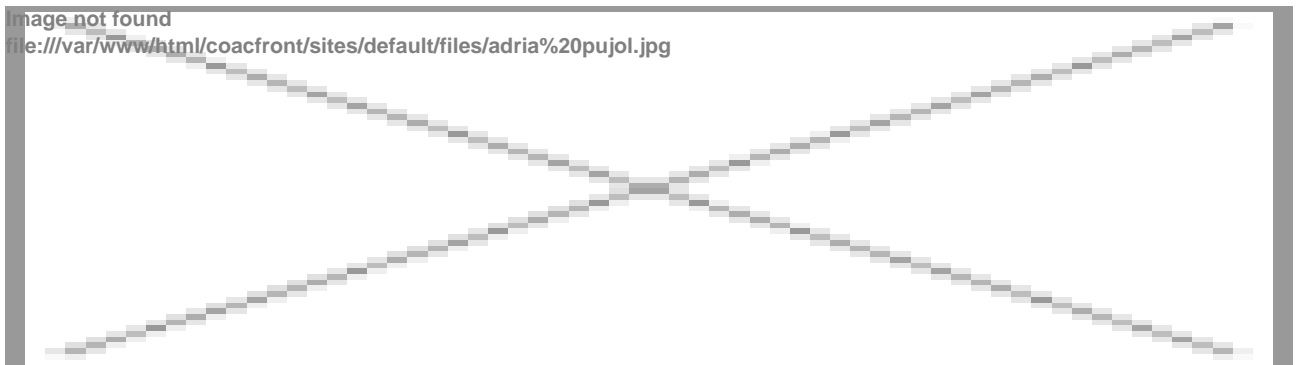 Image not found
file:///var/www/html/coacfront/sites/default/files/adria%20pujol.jpg